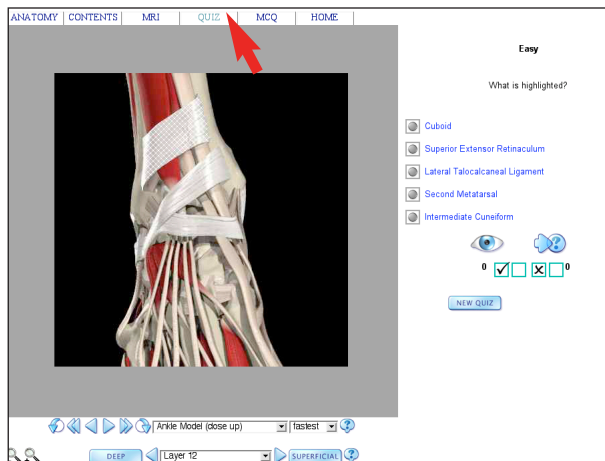 ANATOMY CONTENTS MRI QUIZ MCQ HOME
Easy
What is highlighted?
Cuboid
Superior Extensor Retinaculum
Lateral Talocalcaneal Ligament
Second Metatarsal
Intermediate Cuneiform
0 0
NEW QUIZ
Ankle Model (close up) fastest
DEEP Layer 12 SUPERFICIAL